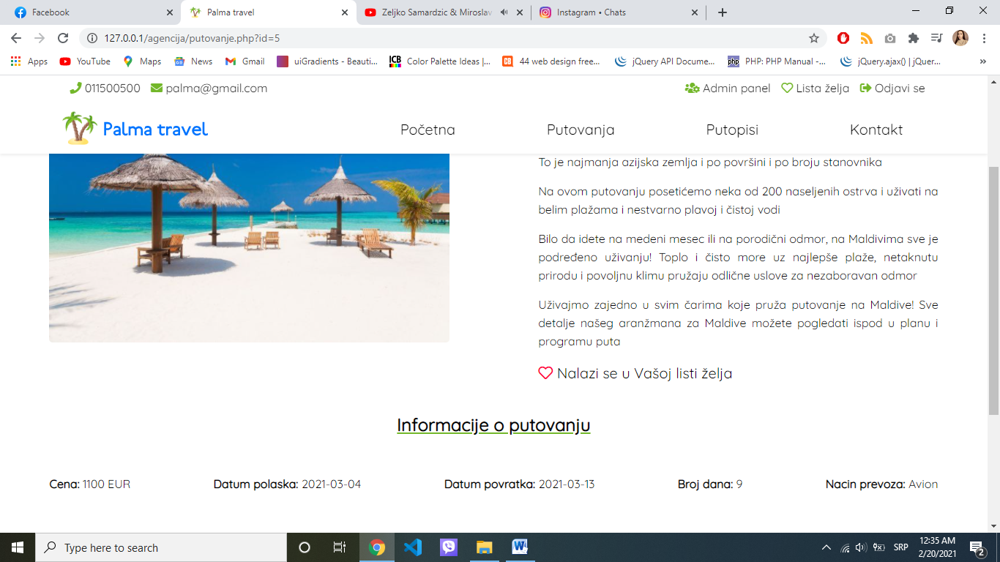 Facebook
Palma travel
Zeljko Samardzic & Miroslav
Instagram • Chats
127.0.0.1/agencija/putovanje.php?id=5
Apps
YouTube
Maps
News
Gmail
uiGradients - Beauti...
ICB
Color Palette Ideas |...
CB
44 web design free...
jQuery API Docume...
php
PHP: PHP Manual -...
jQuery.ajax() | jQuer...
»
011500500
palma@gmail.com
Admin panel
Lista želja
Odjavi se
Palma travel
Početna
Putovanja
Putopisi
Kontakt
To je najmanja azijska zemlja i po površini i po broju stanovnika
Na ovom putovanju posetićemo neka od 200 naseljenih ostrva i uživati na
belim plažama i nestvarno plavoj i čistoj vodi
Bilo da idete na medeni mesec ili na porodični odmor, na Maldivima sve je
podređeno uživanju! Toplo i čisto more uz najlepše plaže, netaknutu
prirodu i povoljnu klimu pružaju odlične uslove za nezaboravan odmor
Uživajmo zajedno u svim čarima koje pruža putovanje na Maldive! Sve
detalje našeg aranžmana za Maldive možete pogledati ispod u planu i
programu puta
Nalazi se u Vašoj listi želja
Informacije o putovanju
Cena: 1100 EUR
Datum polaska: 2021-03-04
Datum povratka: 2021-03-13
Broj dana: 9
Nacin prevoza: Avion
Type here to search
SRP
12:35 AM
2/20/2021
2